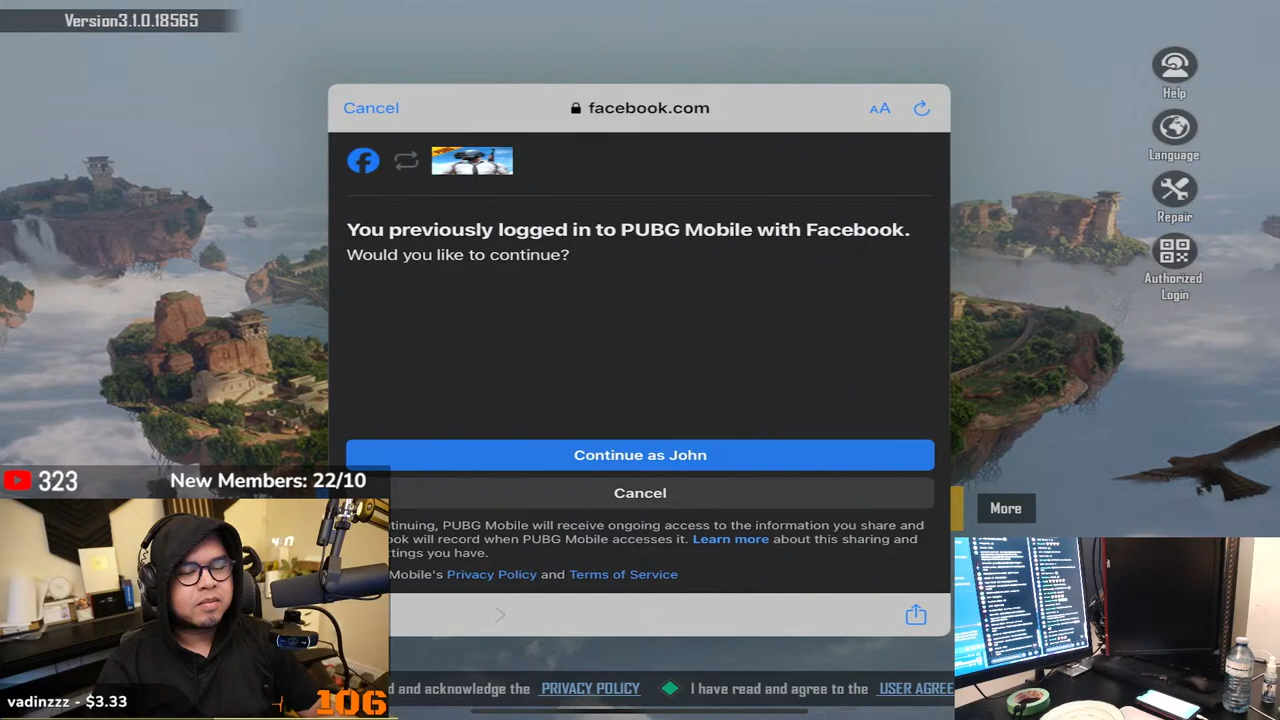 Version3.1.0.18565
Cancel
facebook.com
AA
Help
Language
Repair
Authorized
Login
You previously logged in to PUBG Mobile with Facebook.
Would you like to continue?
Continue as John
Cancel
More
tinuing, PUBG Mobile will receive ongoing access to the information you share and
ook will record when PUBG Mobile accesses it. Learn more about this sharing and
ttings you have.
Mobile's Privacy Policy and Terms of Service
323
New Members: 22/10
vadinzzz - $3.33
106
d and acknowledge the PRIVACY POLICY
I have read and agree to the USER AGREE